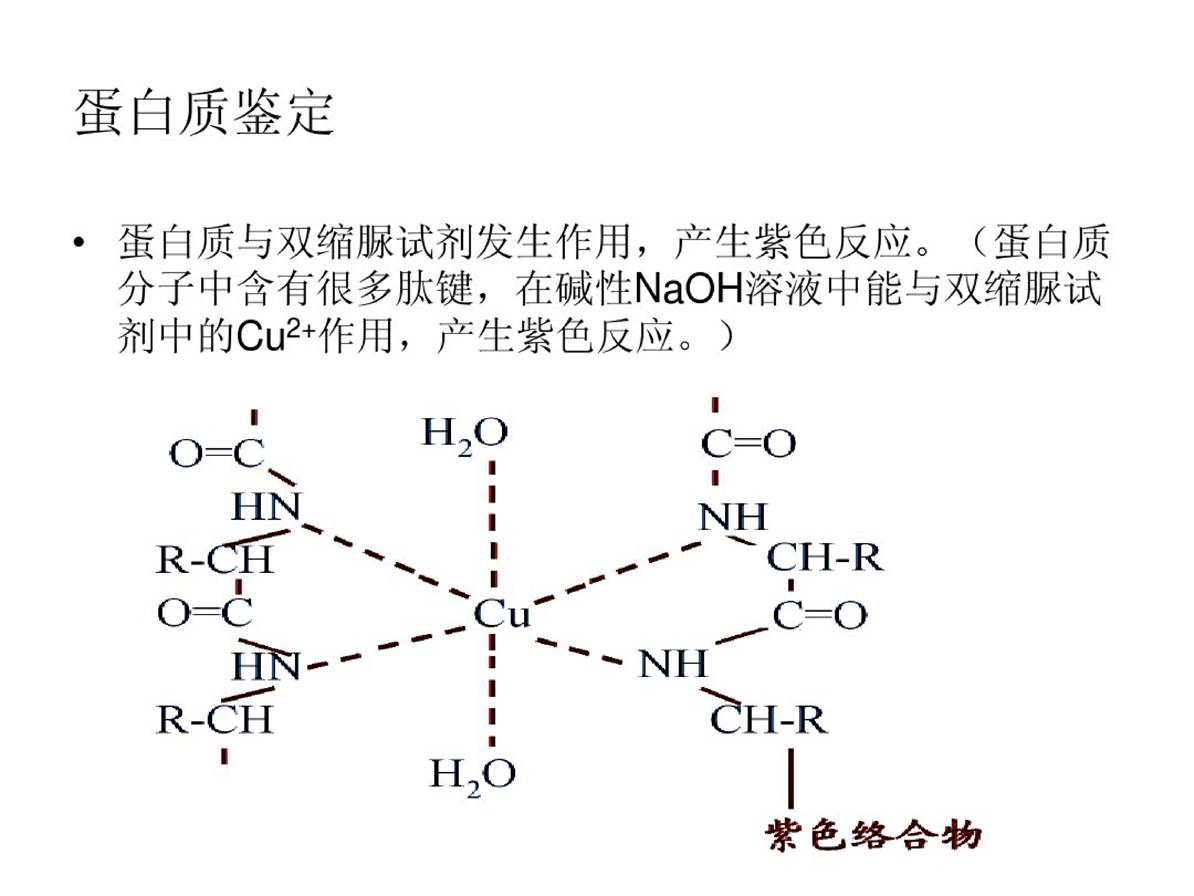 蛋白质鉴定
• 蛋白质与双缩脲试剂发生作用，产生紫色反应。（蛋白质
分子中含有很多肽键，在碱性NaOH溶液中能与双缩脲试
剂中的Cu²⁺作用，产生紫色反应。）
O=C H₂O C=O
HN NH
R-CH CH-R
O=C Cu C=O
HN NH
R-CH CH-R
H₂O
紫色络合物